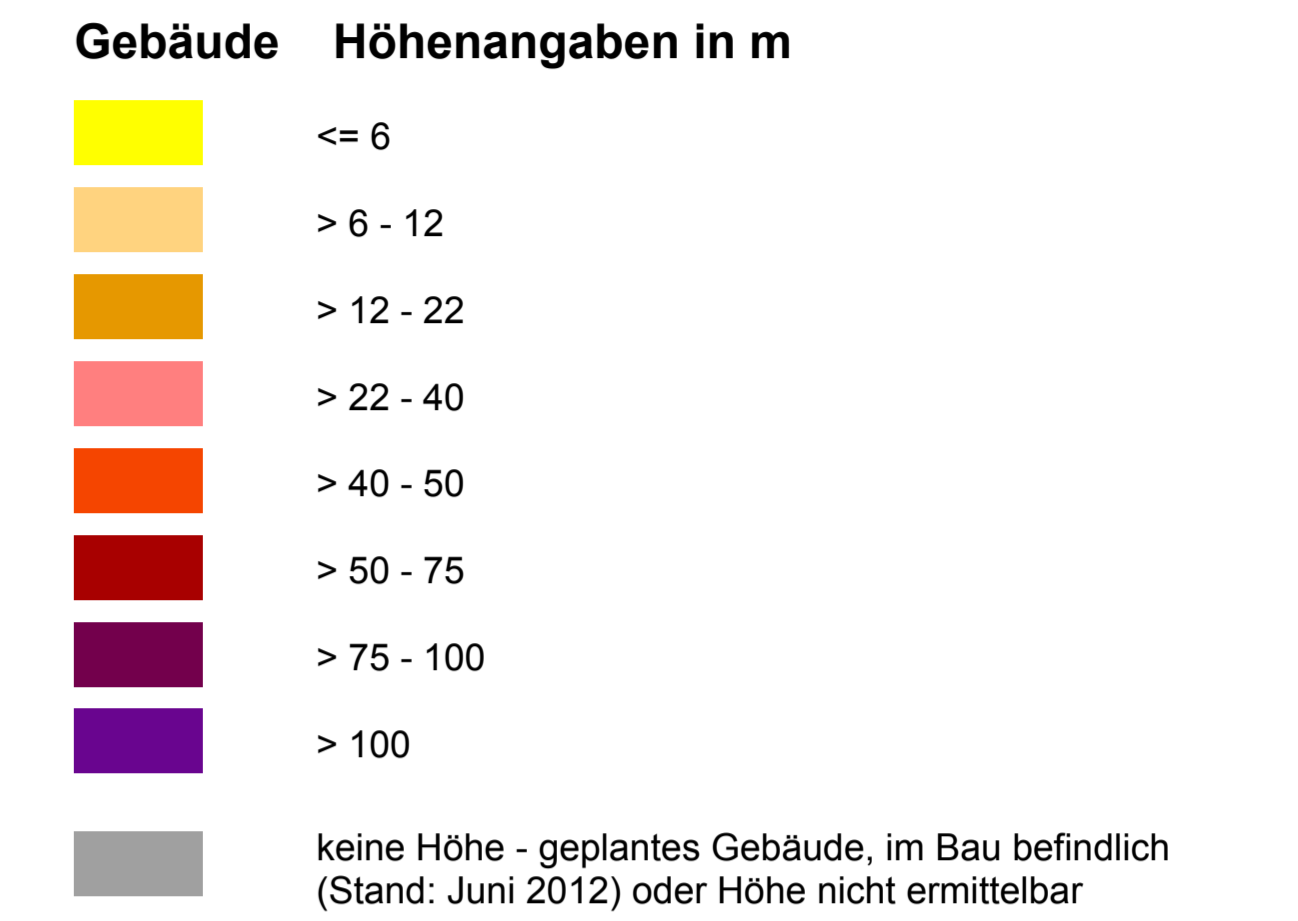 Gebäude Höhenangaben in m
<= 6
> 6 - 12
> 12 - 22
> 22 - 40
> 40 - 50
> 50 - 75
> 75 - 100
> 100
keine Höhe - geplantes Gebäude, im Bau befindlich
(Stand: Juni 2012) oder Höhe nicht ermittelbar